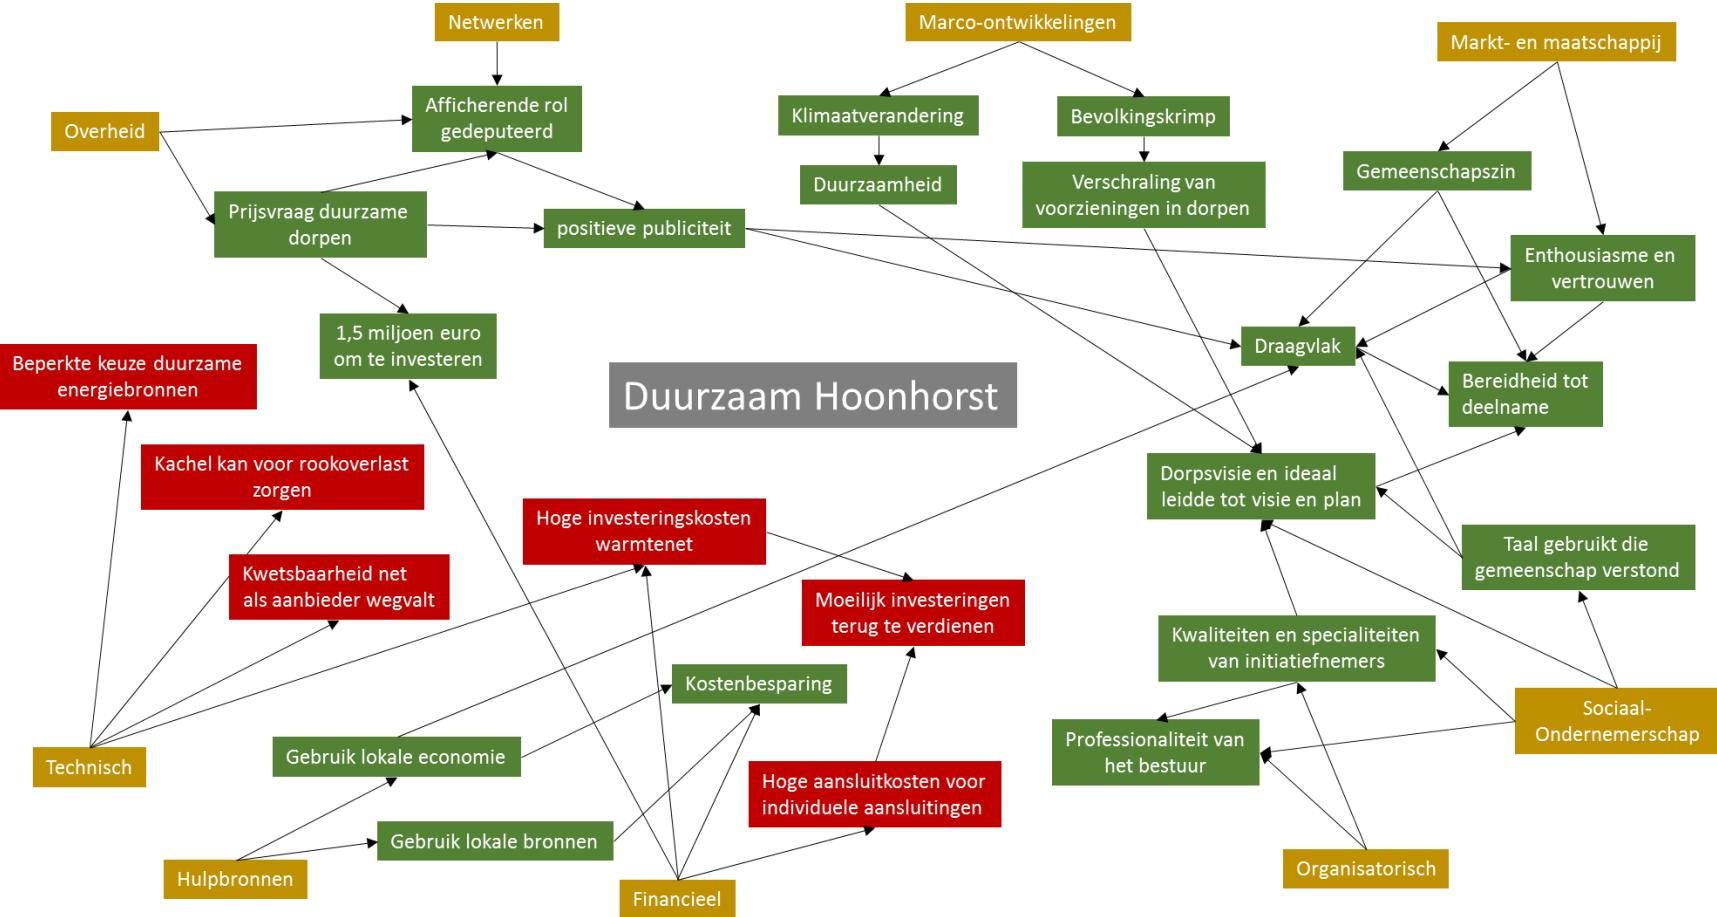 Netwerken
Marco-ontwikkelingen
Markt- en maatschappij
Overheid
Afficherende rol
gedeputeerd
Klimaatverandering
Bevolkingskrimp
Gemeenschapszin
Duurzaamheid
Verschraling van
voorzieningen in dorpen
Prijsvraag duurzame
dorpen
positieve publiciteit
Enthousiasme en
vertrouwen
1,5 miljoen euro
om te investeren
Draagvlak
Beperkte keuze duurzame
energiebronnen
Duurzaam Hoonhorst
Bereidheid tot
deelname
Kachel kan voor rookoverlast
zorgen
Dorpsvisie en ideaal
leidde tot visie en plan
Hoge investeringskosten
warmtenet
Taal gebruikt die
gemeenschap verstond
Kwetsbaarheid net
als aanbieder wegvalt
Moeilijk investeringen
terug te verdienen
Kwaliteiten en specialiteiten
van initiatiefnemers
Kostenbesparing
Sociaal-
Ondernemerschap
Professionaliteit van
het bestuur
Technisch
Gebruik lokale economie
Hoge aansluitkosten voor
individuele aansluitingen
Gebruik lokale bronnen
Organisatorisch
Hulpbronnen
Financieel